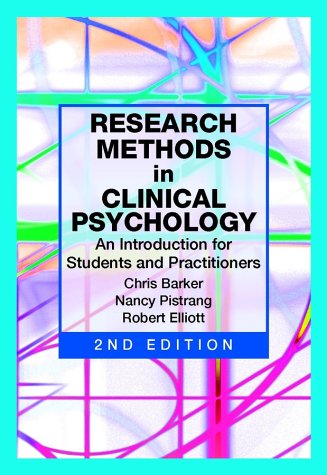 RESEARCH
METHODS
in
CLINICAL
PSYCHOLOGY
An Introduction for
Students and Practitioners
Chris Barker
Nancy Pistrang
Robert Elliott
2ND EDITION